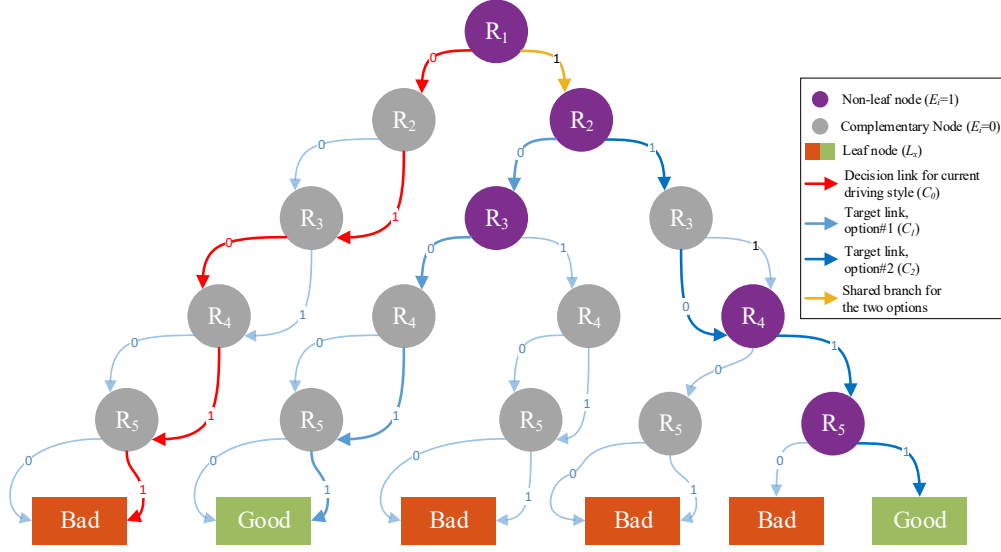 R1
0
1
R2
R2
0
1
0
1
R3
R3
R3
0
1
0
1
0
1
R4
R4
R4
R4
0
1
0
1
0
1
0
1
R5
R5
R5
R5
R5
0
1
0
1
0
1
0
1
0
1
Bad
Good
Bad
Bad
Bad
Good
Non-leaf node (Ei=1)
Complementary Node (Ei=0)
Leaf node (Lx)
Decision link for current
driving style (C0)
Target link,
option#1 (C1)
Target link,
option#2 (C2)
Shared branch for
the two options